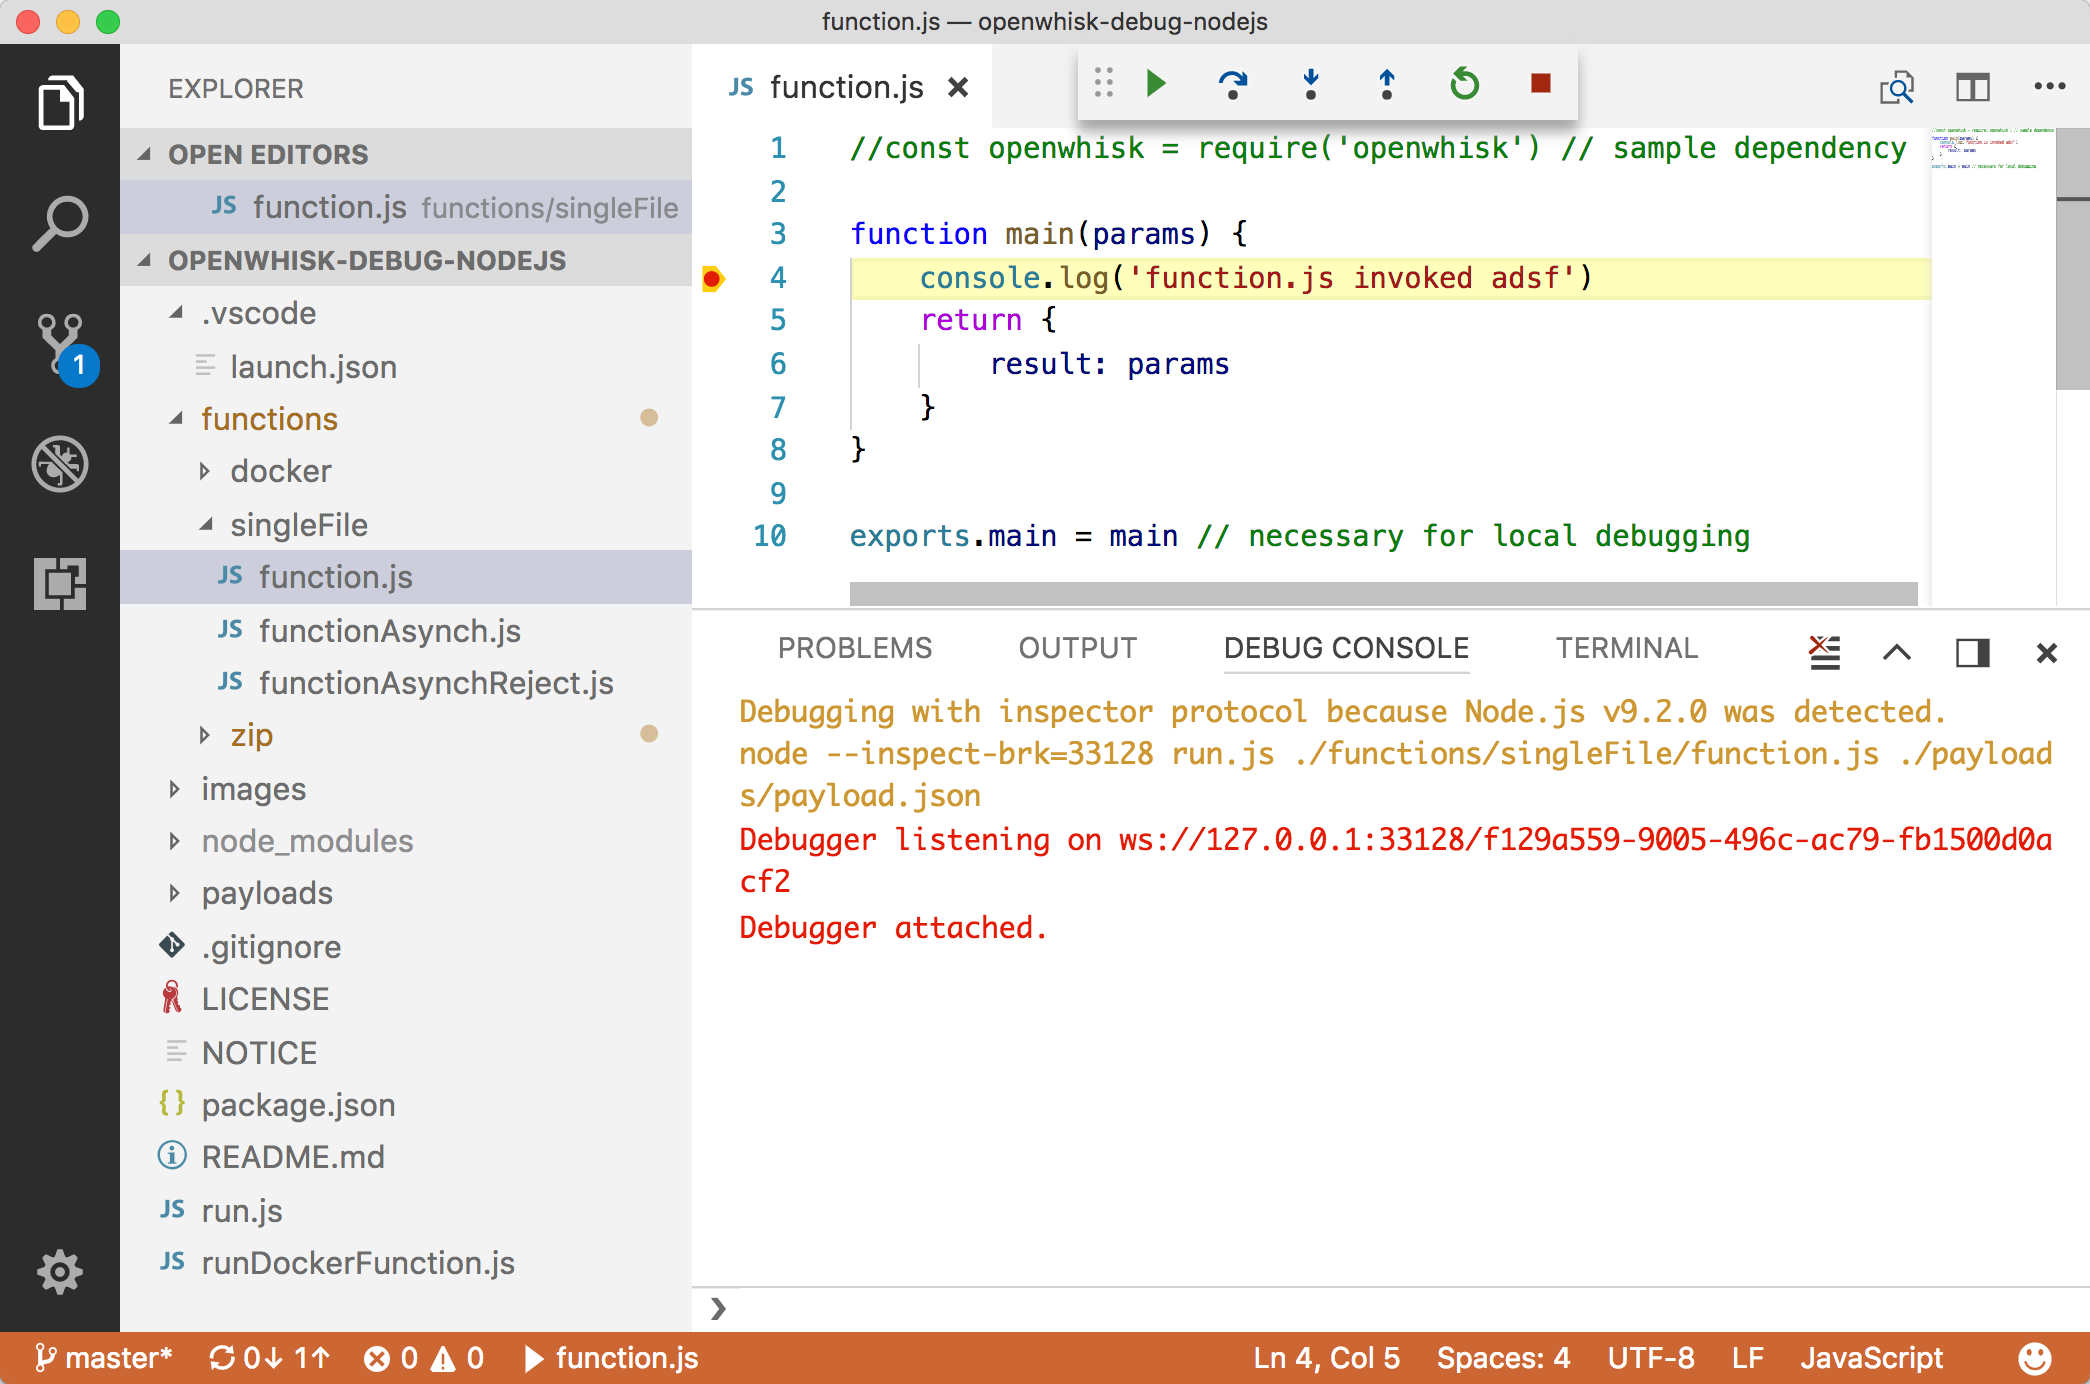 function.js — openwhisk-debug-nodejs
EXPLORER
OPEN EDITORS
JS function.js functions/singleFile
OPENWHISK-DEBUG-NODEJS
.vscode
launch.json
functions
docker
singleFile
JS function.js
JS functionAsynch.js
JS functionAsynchReject.js
zip
images
node_modules
payloads
.gitignore
LICENSE
NOTICE
{} package.json
README.md
JS run.js
JS runDockerFunction.js
1
JS function.js
1 //const openwhisk = require('openwhisk') // sample dependency
2
3 function main(params) {
4     console.log('function.js invoked adsf')
5     return {
6         result: params
7     }
8 }
9
10 exports.main = main // necessary for local debugging
PROBLEMS OUTPUT DEBUG CONSOLE TERMINAL
Debugging with inspector protocol because Node.js v9.2.0 was detected.
node --inspect-brk=33128 run.js ./functions/singleFile/function.js ./payload
s/payload.json
Debugger listening on ws://127.0.0.1:33128/f129a559-9005-496c-ac79-fb1500d0a
cf2
Debugger attached.
master* 0↓ 1↑ 0 0 function.js Ln 4, Col 5 Spaces: 4 UTF-8 LF JavaScript